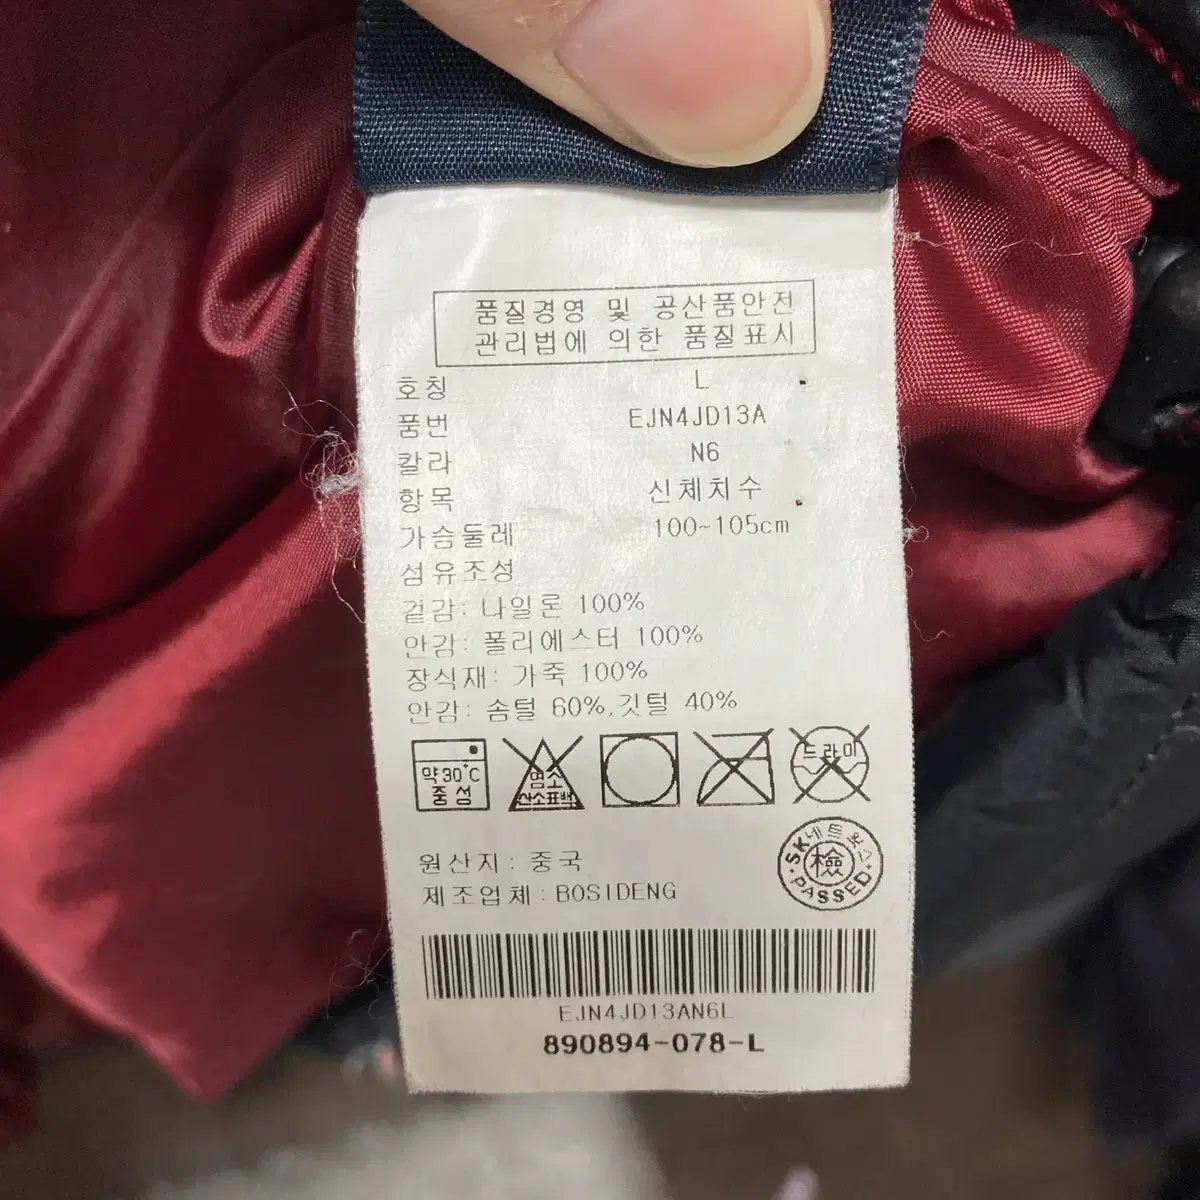 품질경영 및 공산품안전
관리법에 의한 품질표시
호칭 L
품번 EJN4JD13A
칼라 N6
항목 신체치수
가슴둘레 100~105cm
섬유조성
겉감: 나일론 100%
안감: 폴리에스터 100%
장식재: 가죽 100%
안감: 솜털 60%,깃털 40%
약30℃
중성
염소
산소표백
드라이
원산지: 중국
제조업체: BOSIDENG
SK네트웍스
檢
PASSED
EJN4JD13AN6L
890894-078-L